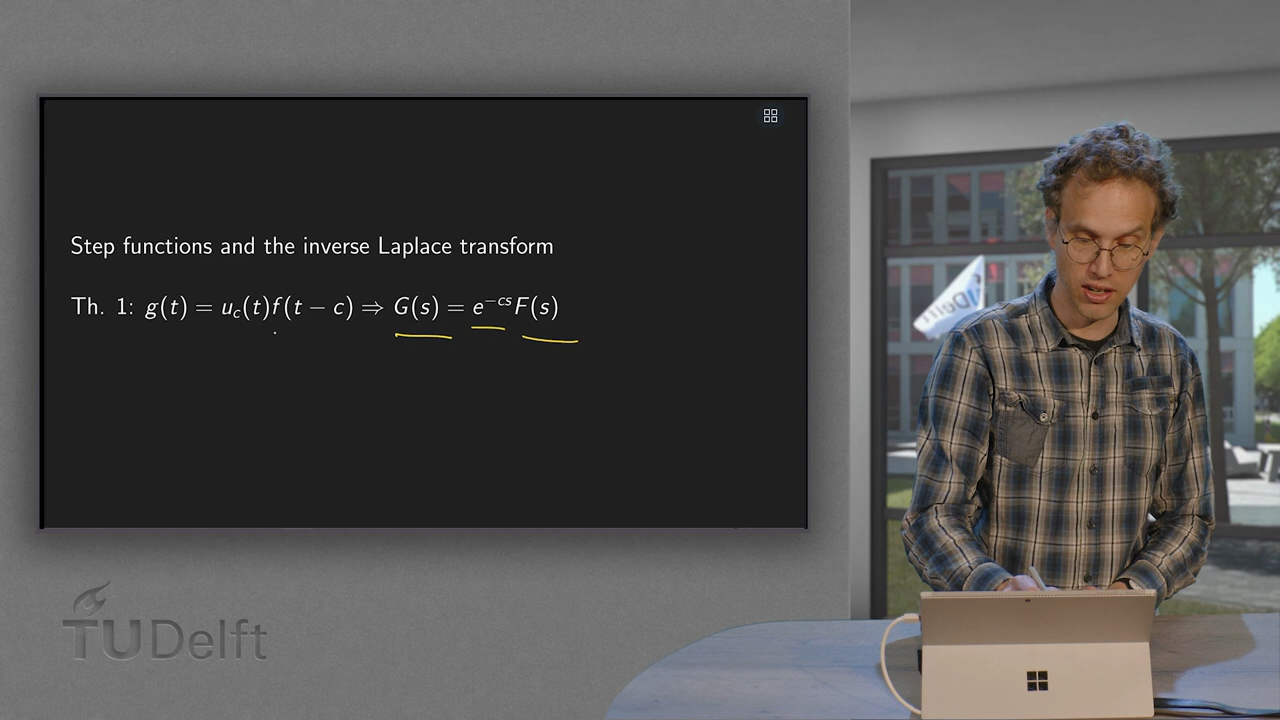 Step functions and the inverse Laplace transform
Th. 1: g(t) = u_c(t)f(t − c) ⇒ G(s) = e^{−cs}F(s)
TUDelft